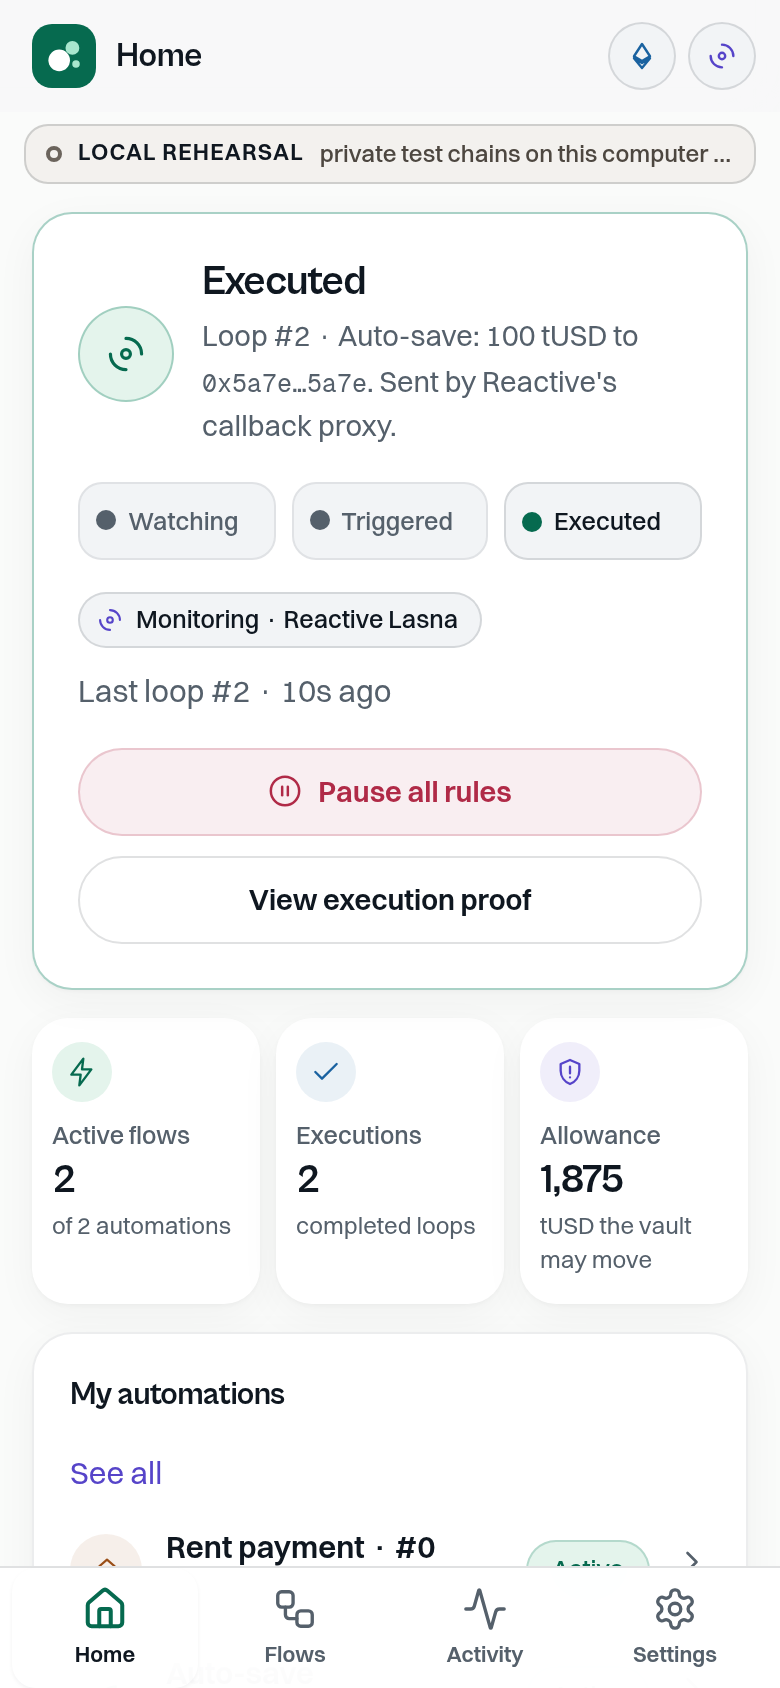 Home
LOCAL REHEARSAL private test chains on this computer ...
Executed
Loop #2 · Auto-save: 100 tUSD to
0x5a7e…5a7e. Sent by Reactive's
callback proxy.
Watching
Triggered
Executed
Monitoring · Reactive Lasna
Last loop #2 · 10s ago
Pause all rules
View execution proof
Active flows
2
of 2 automations
Executions
2
completed loops
Allowance
1,875
tUSD the vault
may move
My automations
See all
Rent payment · #0
Active
Home
Flows
Activity
Settings
Auto-save